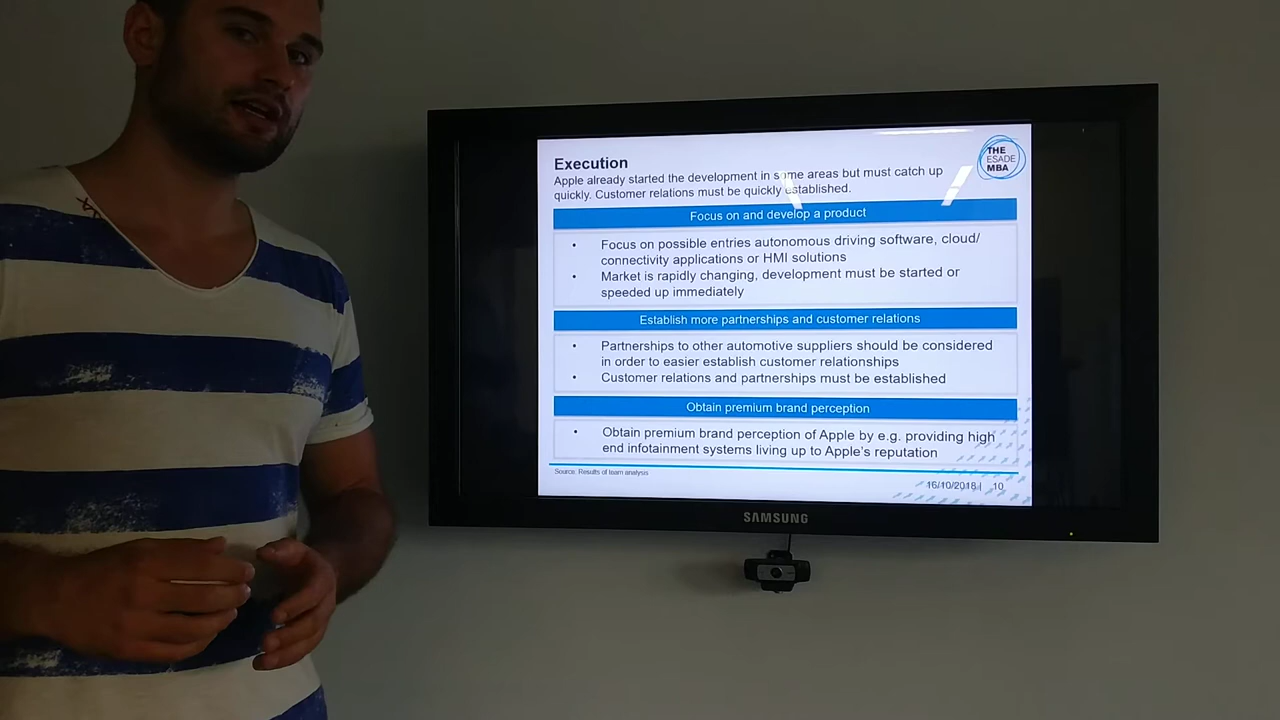 Execution
Apple already started the development in some areas but must catch up
quickly. Customer relations must be quickly established.
THE
ESADE
MBA
Focus on and develop a product
• Focus on possible entries autonomous driving software, cloud/
connectivity applications or HMI solutions
• Market is rapidly changing, development must be started or
speeded up immediately
Establish more partnerships and customer relations
• Partnerships to other automotive suppliers should be considered
in order to easier establish customer relationships
• Customer relations and partnerships must be established
Obtain premium brand perception
• Obtain premium brand perception of Apple by e.g. providing high
end infotainment systems living up to Apple's reputation
Source: Results of team analysis
16/10/2018 | 10
SAMSUNG